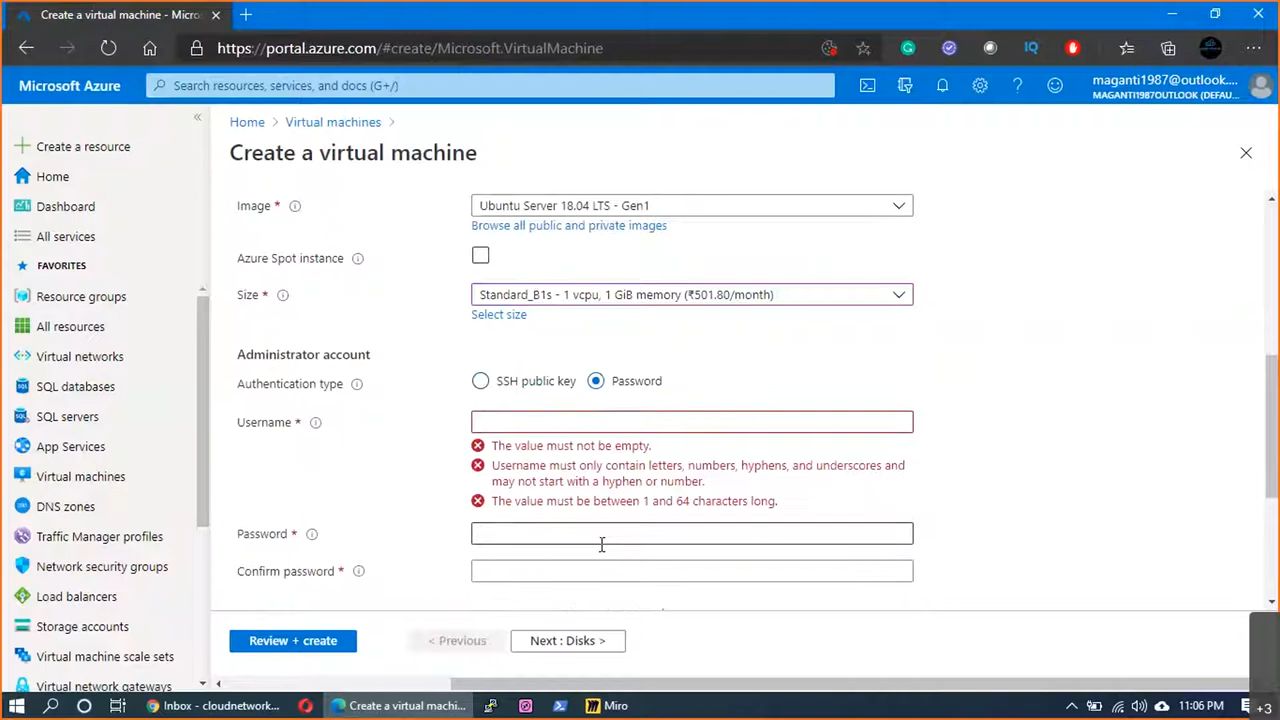 Create a virtual machine - Micros
https://portal.azure.com/#create/Microsoft.VirtualMachine
IQ
Microsoft Azure
Search resources, services, and docs (G+/)
maganti1987@outlook....
MAGANTI1987OUTLOOK (DEFAU...
Create a resource
Home
Dashboard
All services
FAVORITES
Resource groups
All resources
Virtual networks
SQL databases
SQL servers
App Services
Virtual machines
DNS zones
Traffic Manager profiles
Network security groups
Load balancers
Storage accounts
Virtual machine scale sets
Virtual network gateways
Home > Virtual machines >
Create a virtual machine
Image *
Ubuntu Server 18.04 LTS - Gen1
Browse all public and private images
Azure Spot instance
Size *
Standard_B1s - 1 vcpu, 1 GiB memory (₹501.80/month)
Select size
Administrator account
Authentication type
SSH public key
Password
Username *
The value must not be empty.
Username must only contain letters, numbers, hyphens, and underscores and
may not start with a hyphen or number.
The value must be between 1 and 64 characters long.
Password *
Confirm password *
Review + create
< Previous
Next : Disks >
Inbox - cloudnetwork...
Create a virtual machi...
Miro
11:06 PM
+3